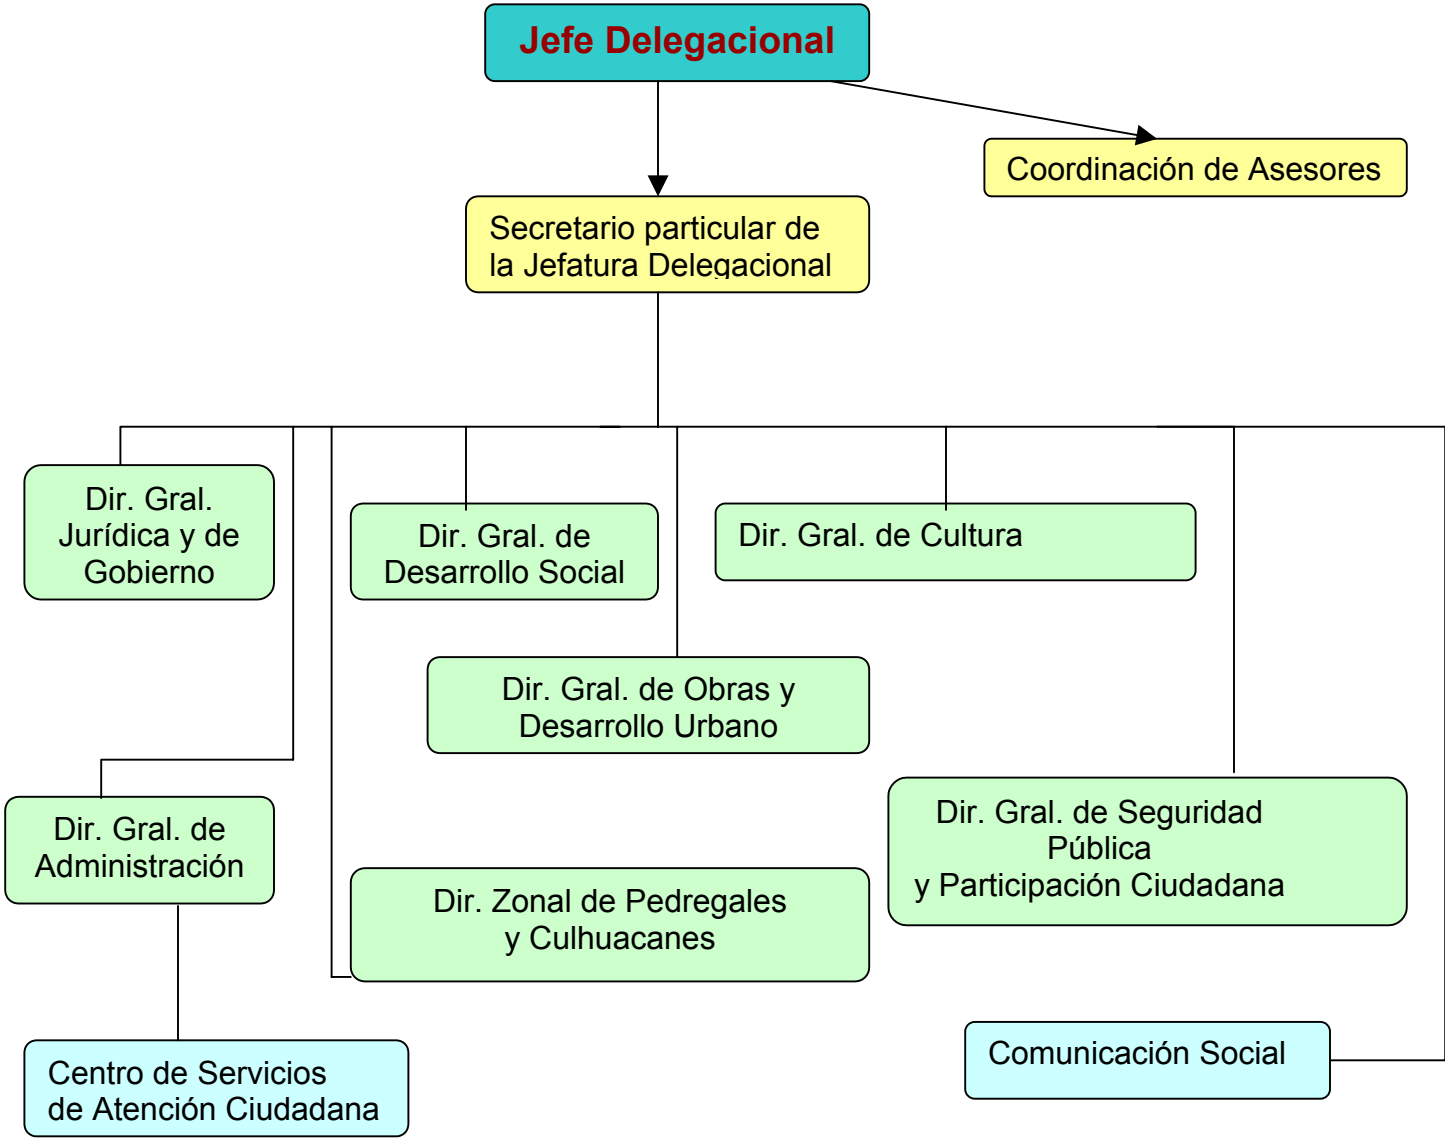 Jefe Delegacional
Coordinación de Asesores
Secretario particular de
la Jefatura Delegacional
Dir. Gral.
Jurídica y de
Gobierno
Dir. Gral. de
Desarrollo Social
Dir. Gral. de Cultura
Dir. Gral. de Obras y
Desarrollo Urbano
Dir. Gral. de
Administración
Dir. Gral. de Seguridad
Pública
y Participación Ciudadana
Dir. Zonal de Pedregales
y Culhuacanes
Centro de Servicios
de Atención Ciudadana
Comunicación Social